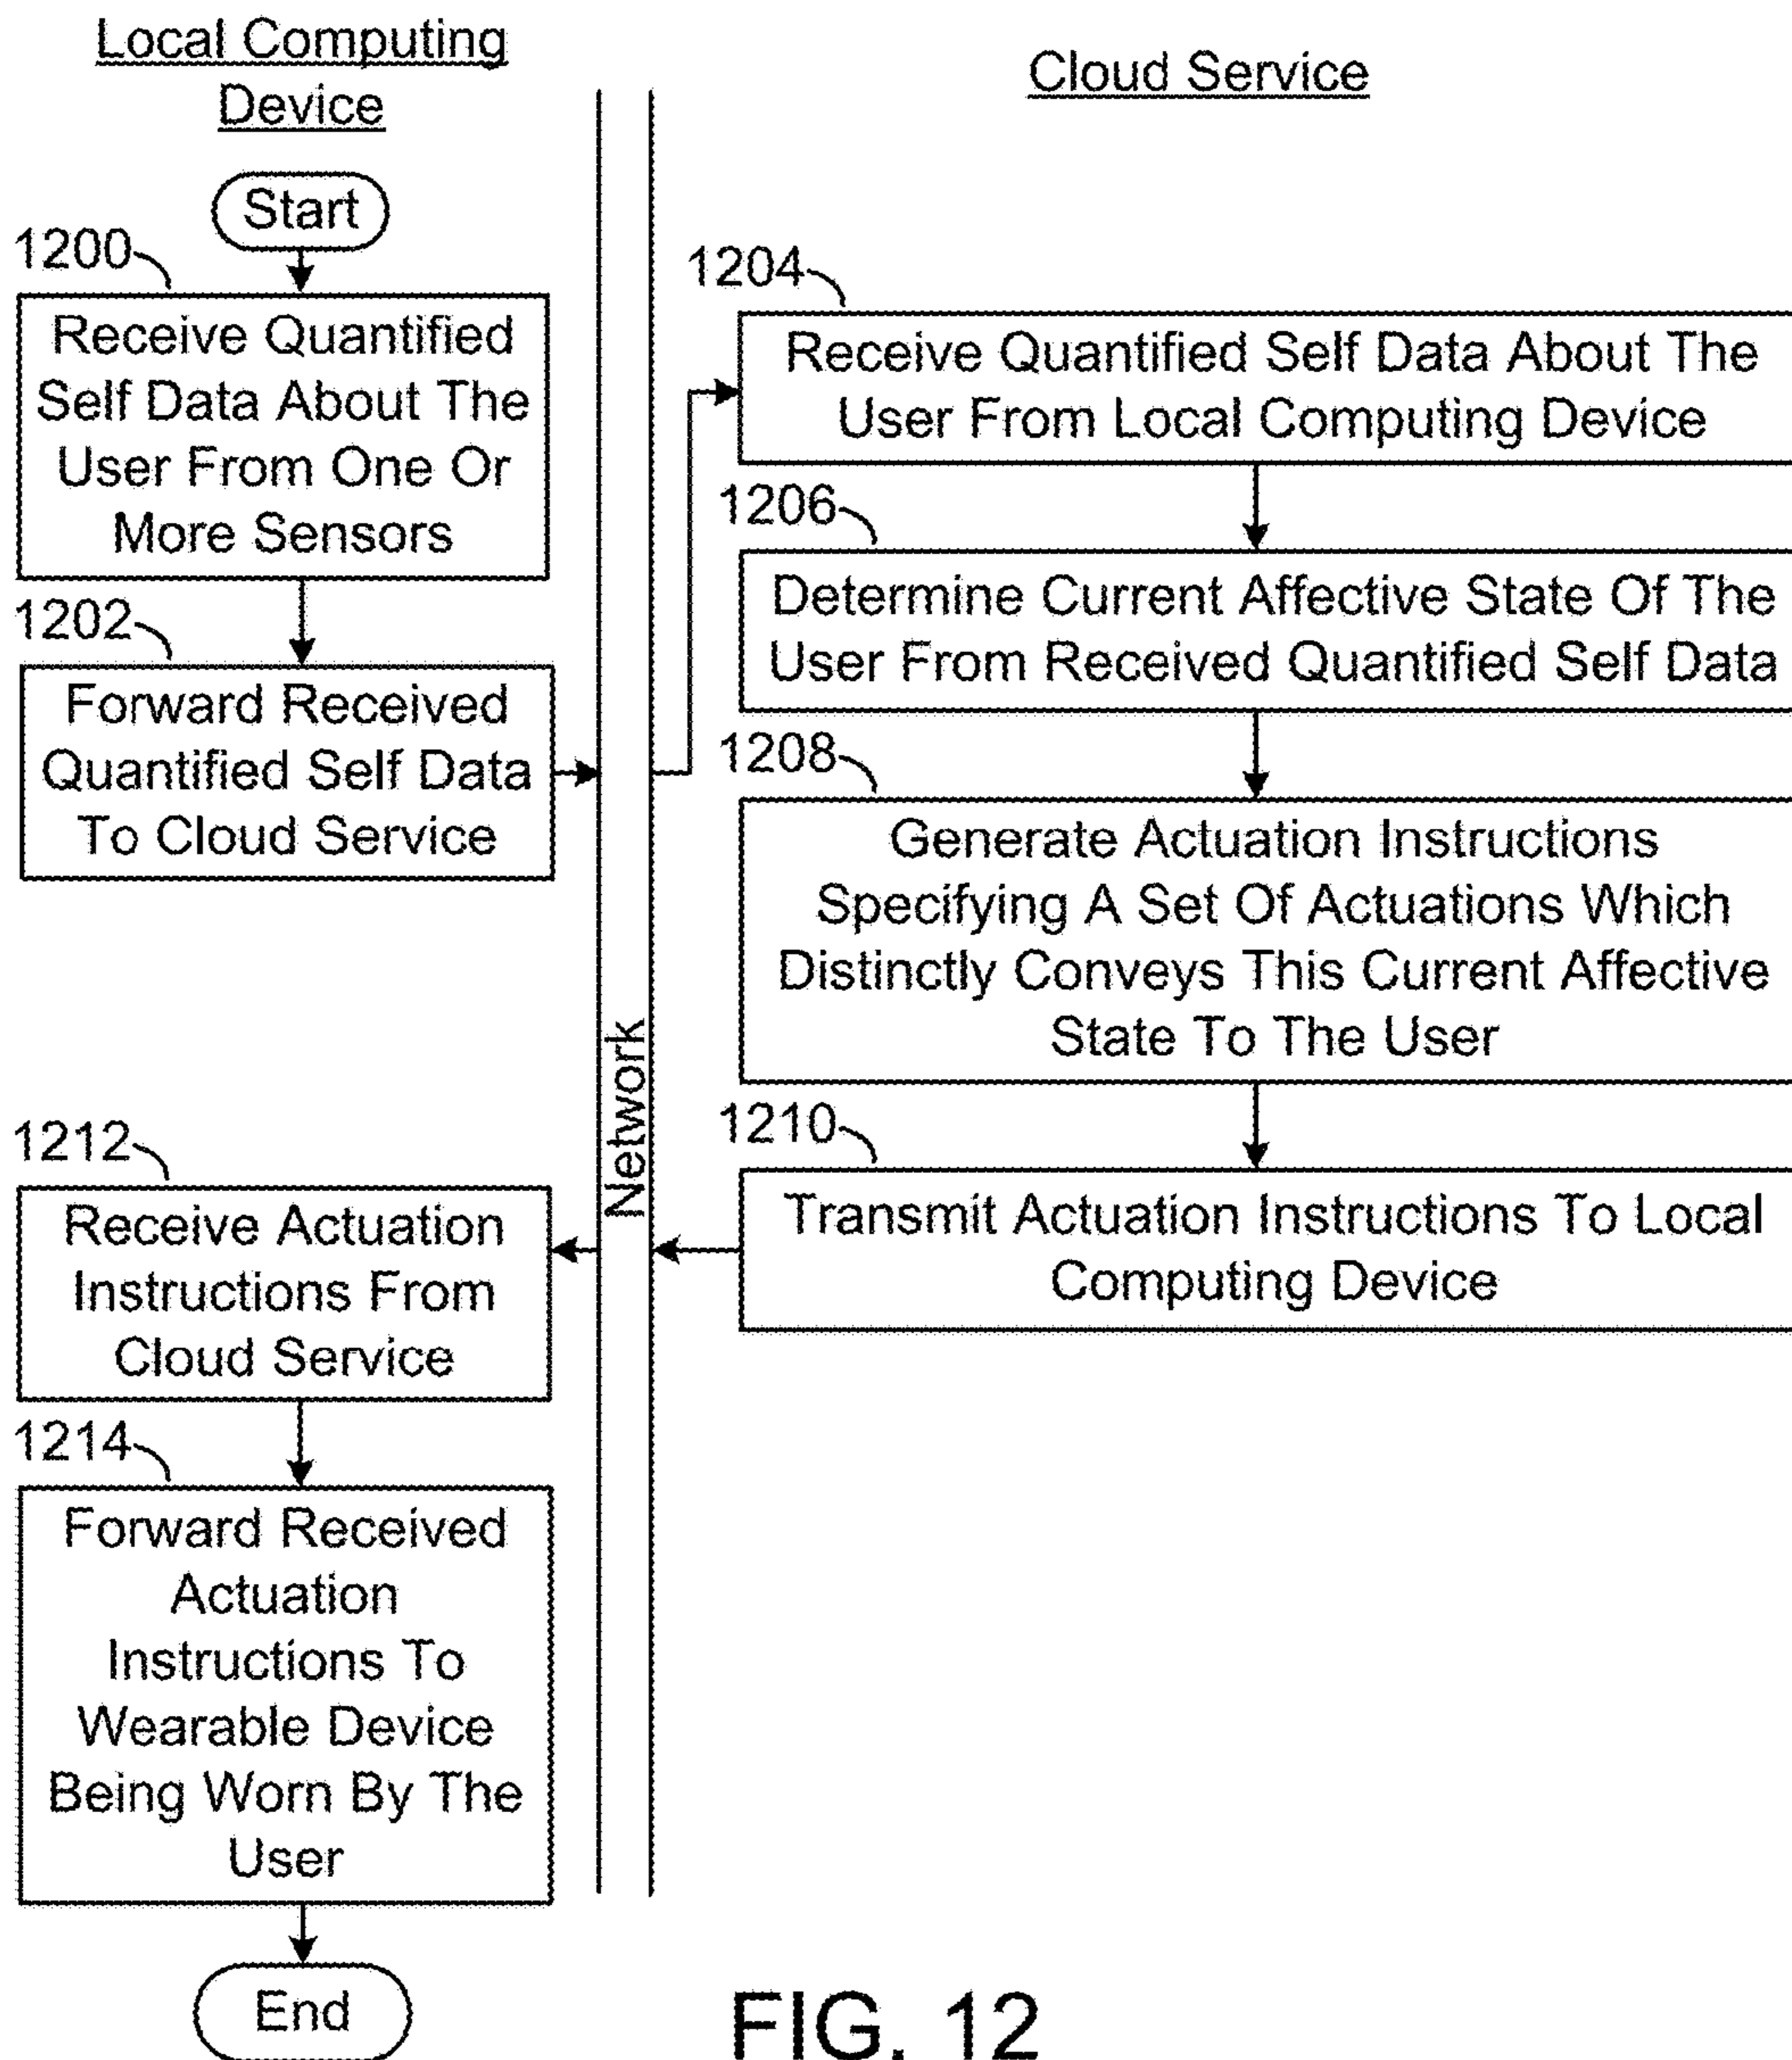 Local Computing
Device
Start
1200
Receive Quantified
Self Data About The
User From One Or
More Sensors
1202
Forward Received
Quantified Self Data
To Cloud Service
Network
Cloud Service
1204
Receive Quantified Self Data About The
User From Local Computing Device
1206
Determine Current Affective State Of The
User From Received Quantified Self Data
1208
Generate Actuation Instructions
Specifying A Set Of Actuations Which
Distinctly Conveys This Current Affective
State To The User
1210
Transmit Actuation Instructions To Local
Computing Device
1212
Receive Actuation
Instructions From
Cloud Service
1214
Forward Received
Actuation
Instructions To
Wearable Device
Being Worn By The
User
End
FIG. 12